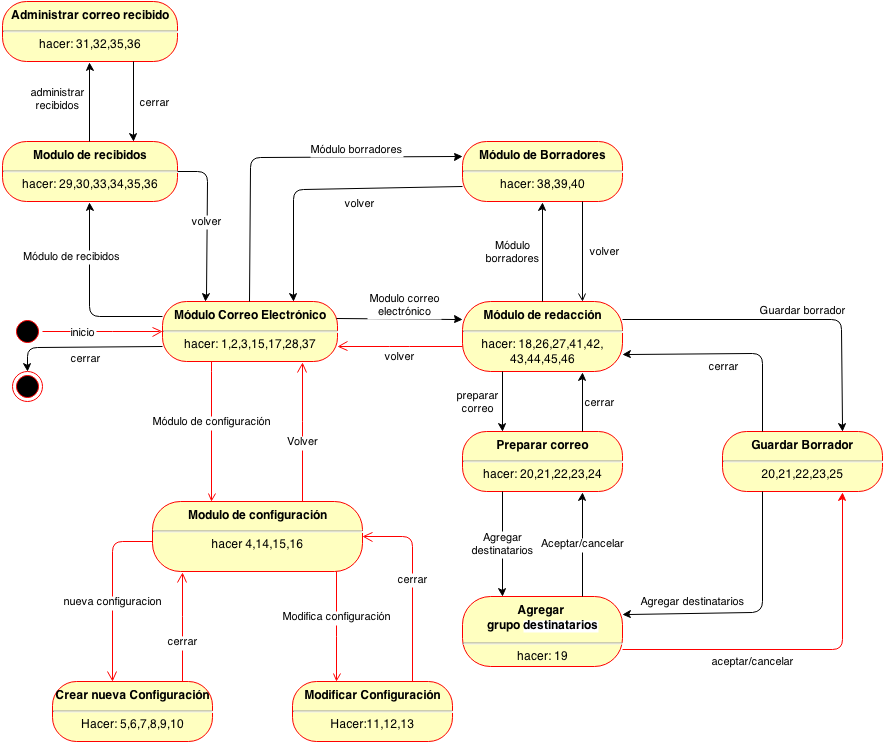 Administrar correo recibido
hacer: 31,32,35,36
administrar
recibidos
cerrar
Modulo de recibidos
hacer: 29,30,33,34,35,36
Módulo borradores
Módulo de Borradores
hacer: 38,39,40
volver
volver
Módulo de recibidos
Módulo
borradores
volver
Módulo Correo Electrónico
hacer: 1,2,3,15,17,28,37
Modulo correo
electrónico
Módulo de redacción
hacer: 18,26,27,41,42,
43,44,45,46
Guardar borrador
inicio
cerrar
volver
cerrar
preparar
correo
cerrar
Módulo de configuración
Volver
Preparar correo
hacer: 20,21,22,23,24
Guardar Borrador
20,21,22,23,25
Modulo de configuración
hacer 4,14,15,16
Agregar
destinatarios
Aceptar/cancelar
cerrar
nueva configuracion
Modifica configuración
Agregar destinatarios
Agregar
grupo destinatarios
hacer: 19
cerrar
aceptar/cancelar
Crear nueva Configuración
Hacer: 5,6,7,8,9,10
Modificar Configuración
Hacer:11,12,13